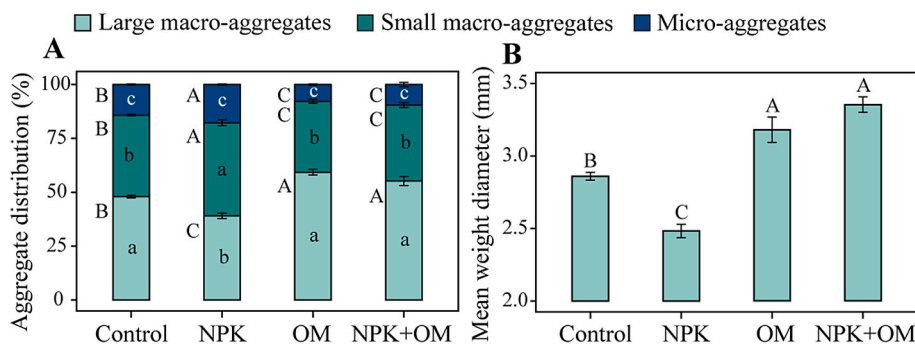 Large macro-aggregates Small macro-aggregates Micro-aggregates
A
Aggregate distribution (%)
100
75
50
25
0
B
B
B
c
b
a
A
A
C
c
a
b
C
C
A
c
b
a
C
C
A
c
b
a
Control NPK OM NPK+OM
B
Mean weight diameter (mm)
3.5
3.0
2.5
2.0
B
C
A
A
Control NPK OM NPK+OM